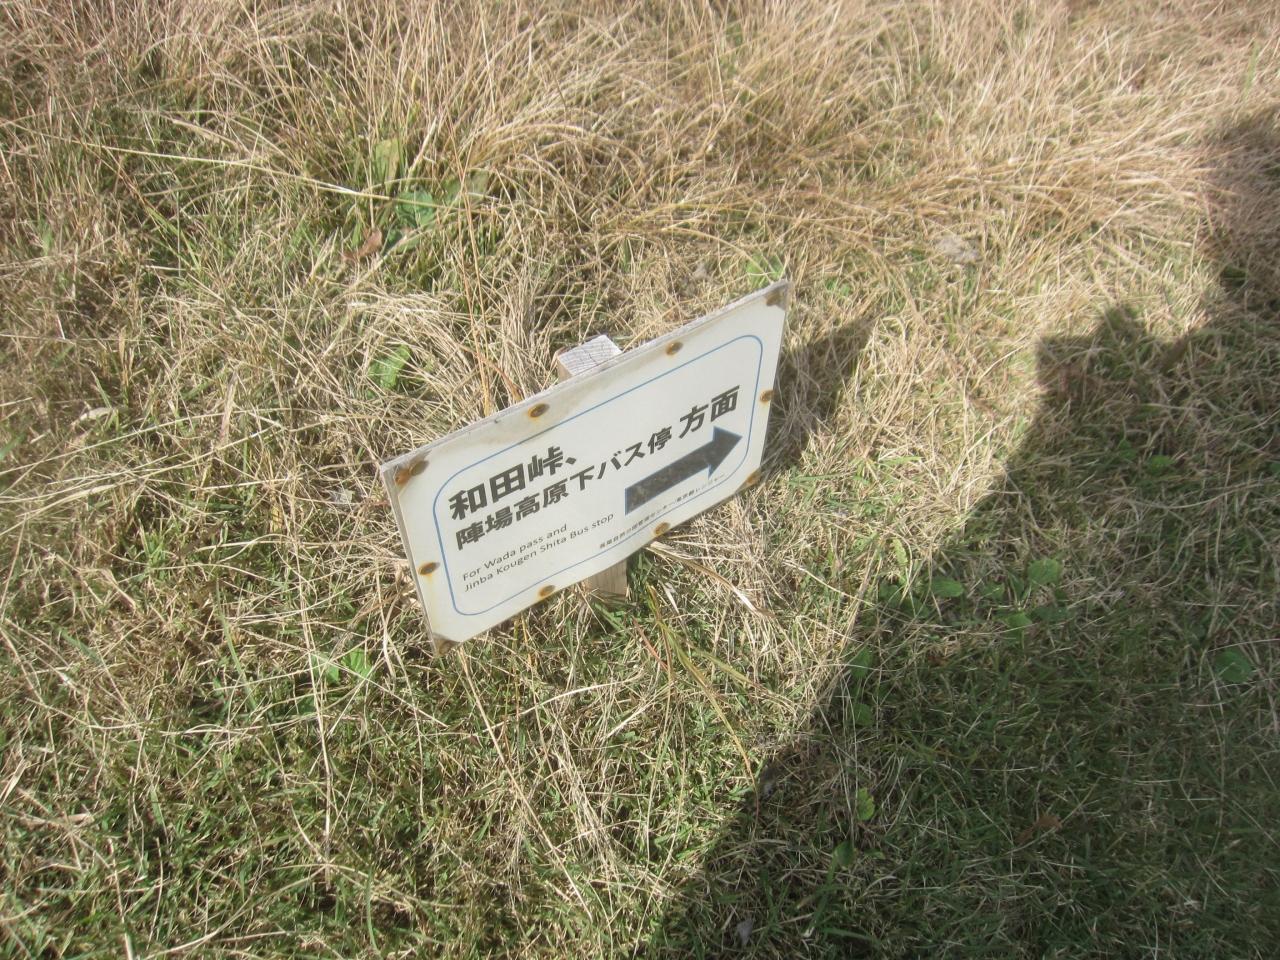 和田峠、
陣場高原下バス停 方面
For Wada pass and
Jinba Kougen Shita Bus stop